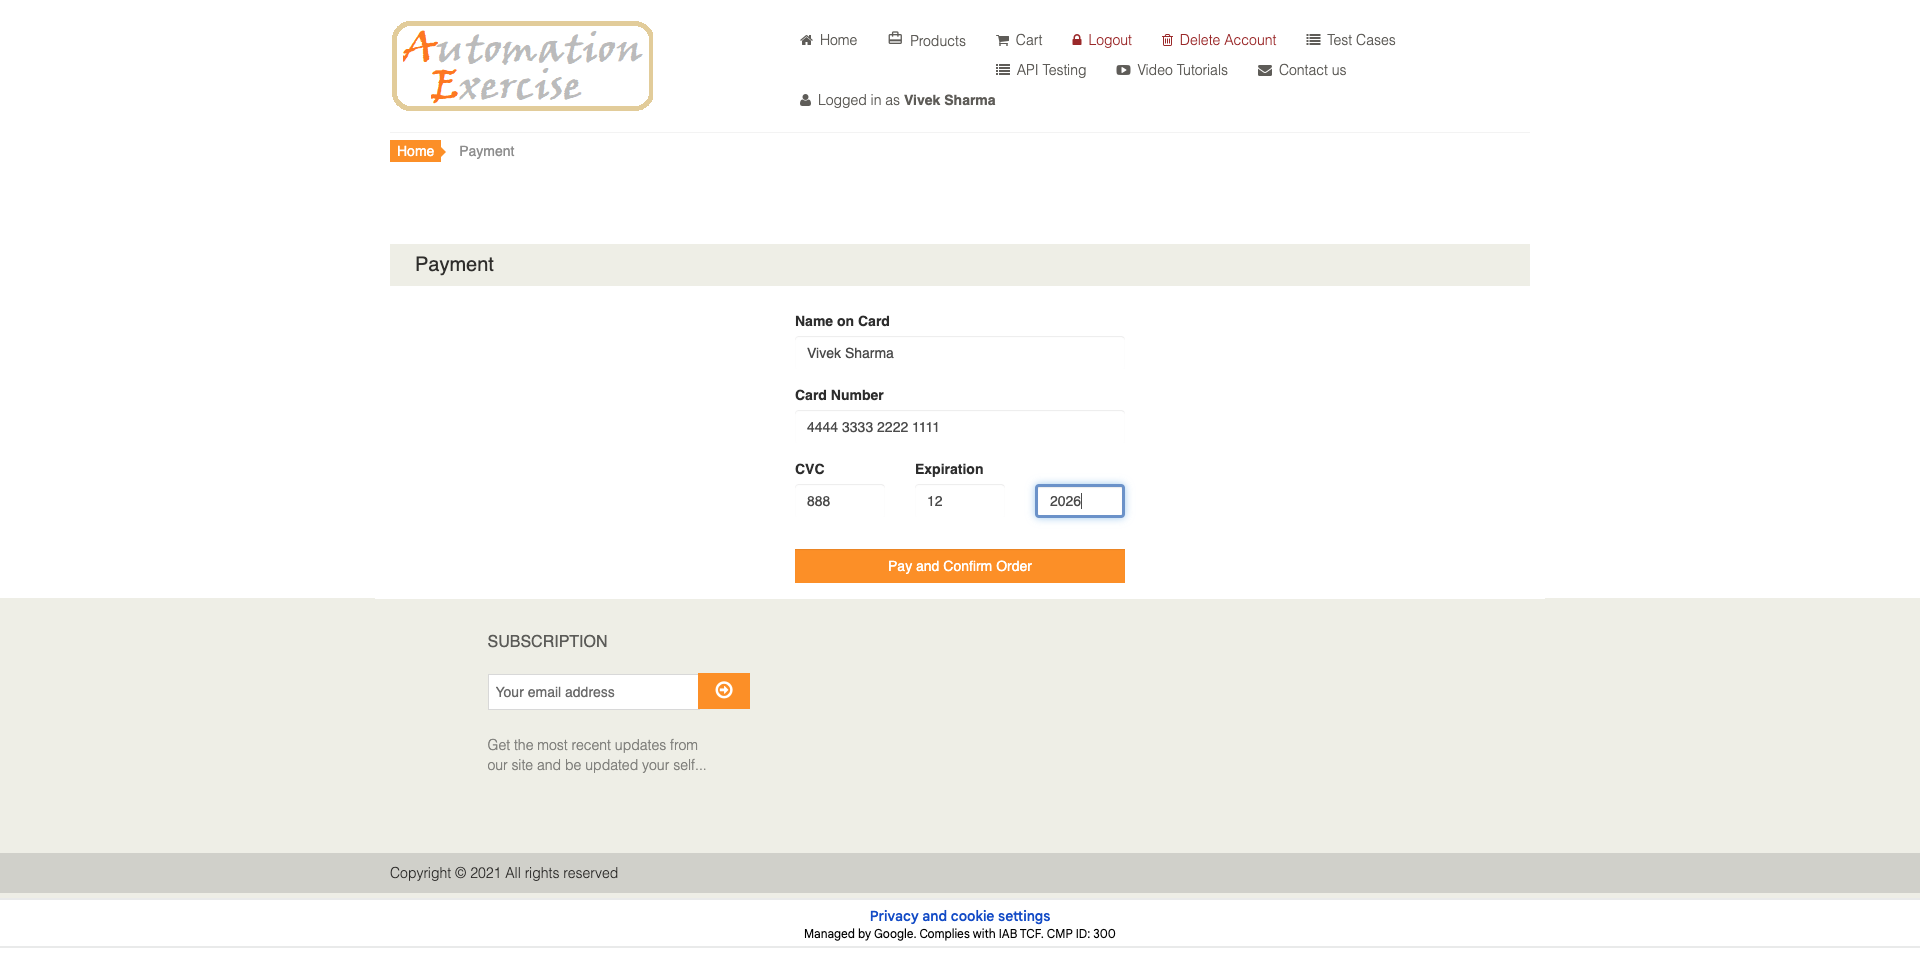 Automation
Exercise
Home
Products
Cart
Logout
Delete Account
Test Cases
API Testing
Video Tutorials
Contact us
Logged in as Vivek Sharma
Home
Payment
Payment
Name on Card
Vivek Sharma
Card Number
4444 3333 2222 1111
CVC
Expiration
888
12
2026
Pay and Confirm Order
SUBSCRIPTION
Your email address
Get the most recent updates from
our site and be updated your self...
Copyright © 2021 All rights reserved
Privacy and cookie settings
Managed by Google. Complies with IAB TCF. CMP ID: 300